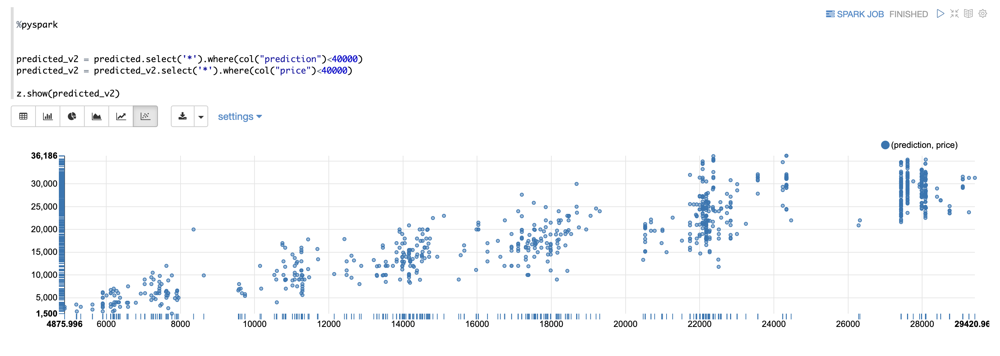 SPARK JOB FINISHED
%pyspark
predicted_v2 = predicted.select('*').where(col("prediction")<40000)
predicted_v2 = predicted_v2.select('*').where(col("price")<40000)
z.show(predicted_v2)
settings
(prediction, price)
36,186
30,000
25,000
20,000
15,000
10,000
5,000
1,500
4875.996 6000 8000 10000 12000 14000 16000 18000 20000 22000 24000 26000 28000 29420.96